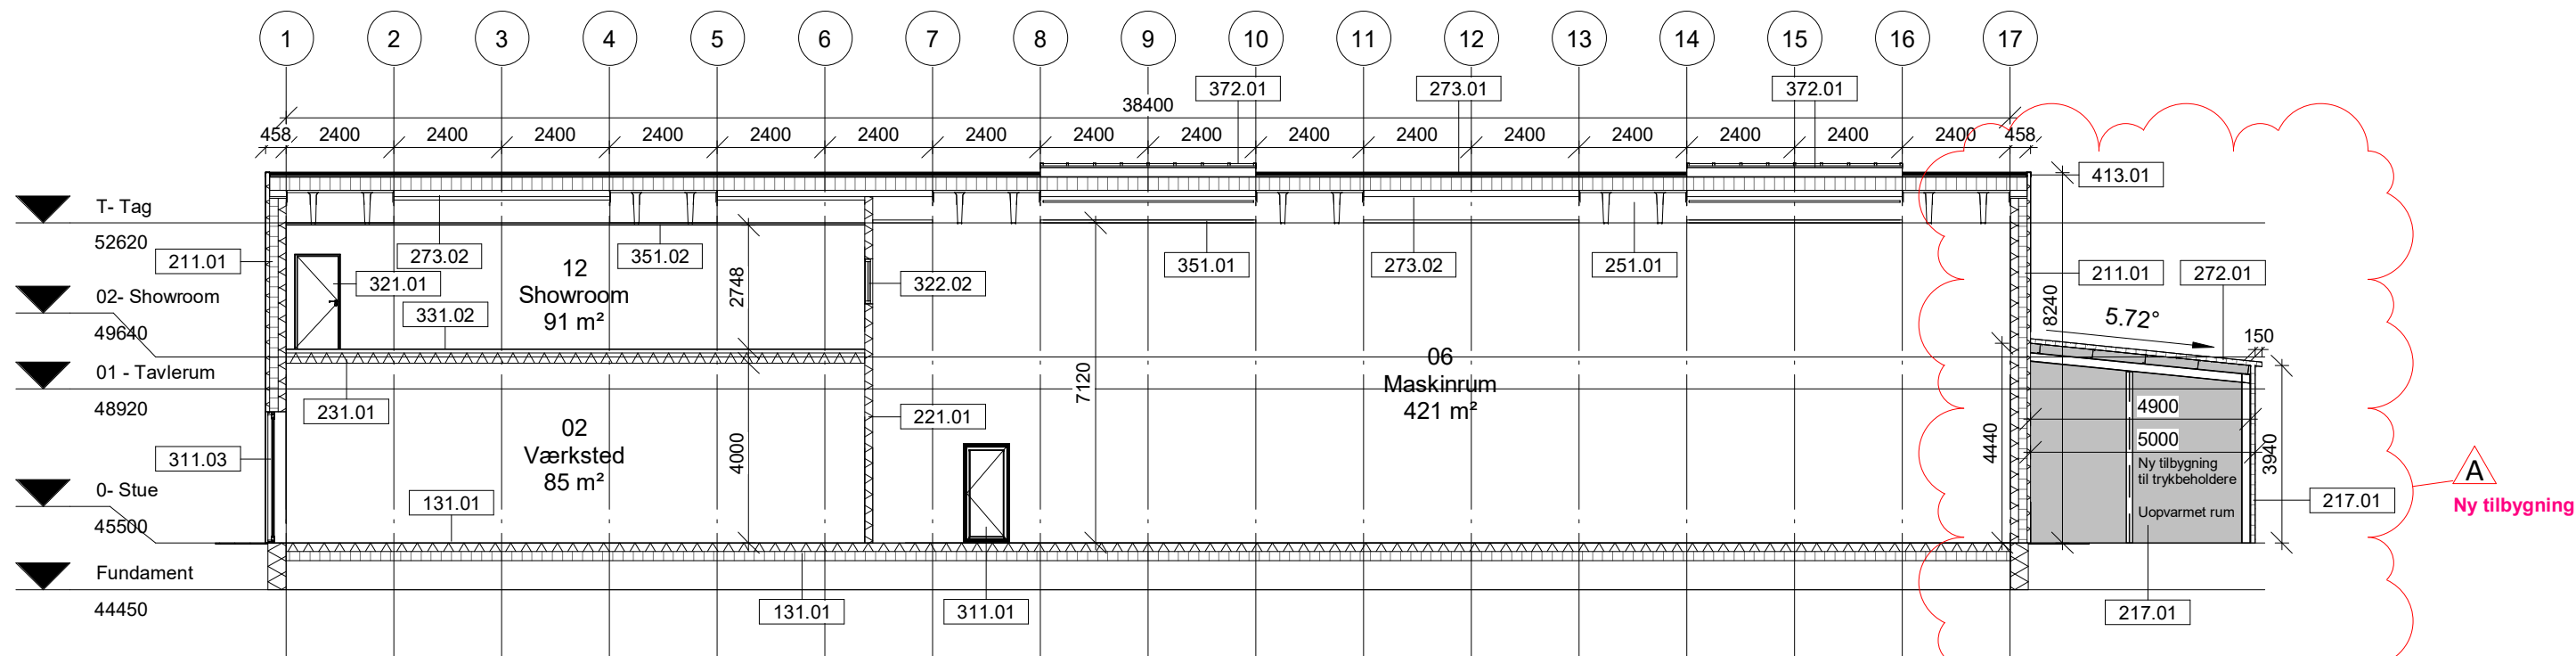 1 2 3 4 5 6 7 8 9 10 11 12 13 14 15 16 17
372.01 273.01 372.01
38400
458 2400 2400 2400 2400 2400 2400 2400 2400 2400 2400 2400 2400 2400 2400 2400 2400 458
413.01
T- Tag
52620
211.01
273.02
351.02
351.01
273.02
251.01
211.01
272.01
321.01
12
Showroom
91 m²
2748
322.02
02- Showroom
331.02
8240
5.72°
49640
150
01 - Tavlerum
48920
231.01
7120
06
Maskinrum
421 m²
221.01
4900
02
Værksted
85 m²
4000
4440
5000
3940
311.03
Ny tilbygning
til trykbeholdere
A
Ny tilbygning
0- Stue
45500
131.01
217.01
Uopvarmet rum
Fundament
44450
131.01
311.01
217.01